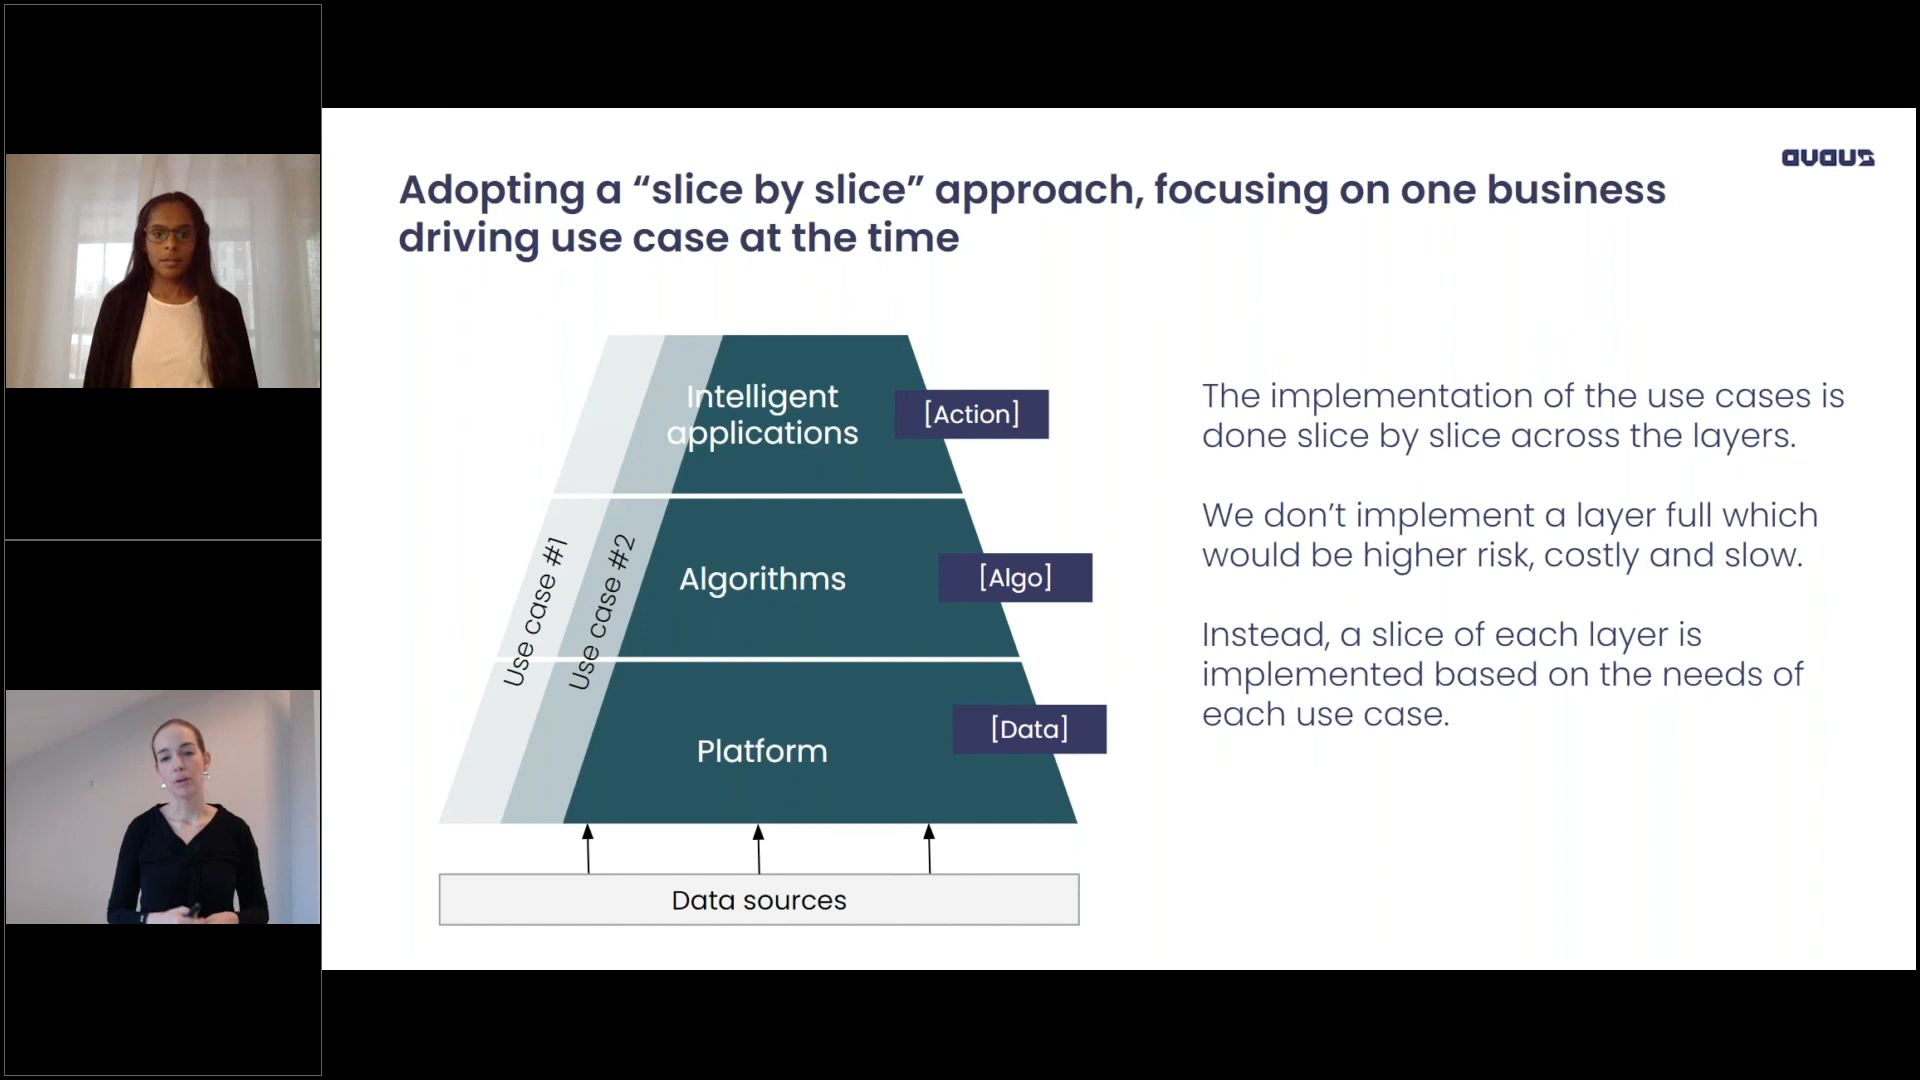 avaus
Adopting a “slice by slice” approach, focusing on one business
driving use case at the time
Intelligent
applications
[Action]
Use case #1
Use case #2
Algorithms
[Algo]
Platform
[Data]
Data sources
The implementation of the use cases is
done slice by slice across the layers.
We don’t implement a layer full which
would be higher risk, costly and slow.
Instead, a slice of each layer is
implemented based on the needs of
each use case.